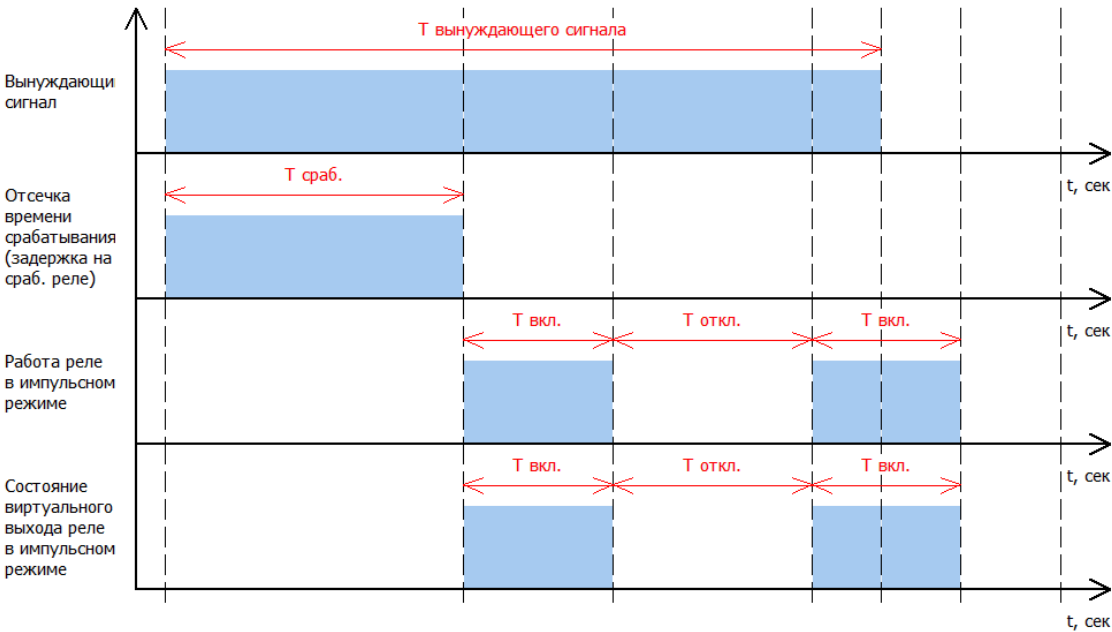 Т вынуждающего сигнала
Вынуждающи
сигнал
t, сек
Т сраб.
Отсечка
времени
срабатывания
(задержка на
сраб. реле)
t, сек
Т вкл.
Т откл.
Т вкл.
Работа реле
в импульсном
режиме
t, сек
Т вкл.
Т откл.
Т вкл.
Состояние
виртуального
выхода реле
в импульсном
режиме
t, сек